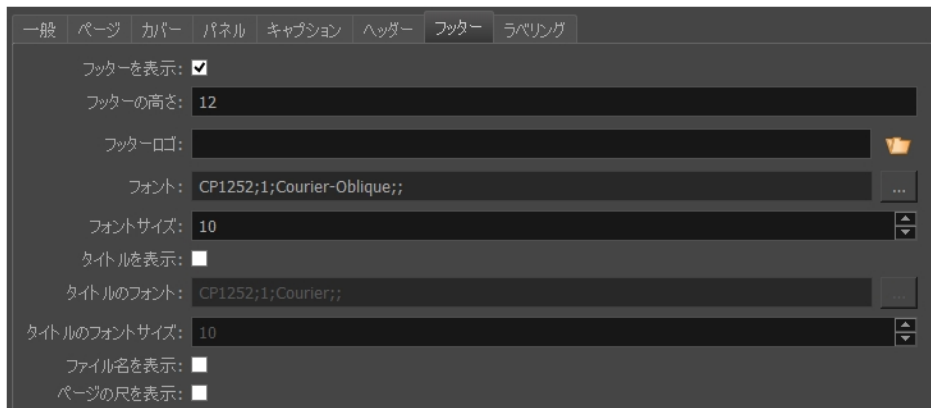 一般 ページ カバー パネル キャプション ヘッダー フッター ラベリング
フッターを表示:
フッターの高さ: 12
フッターロゴ:
フォント: CP1252;1;Courier-Oblique;; ...
フォントサイズ: 10
タイトルを表示:
タイトルのフォント: CP1252;1;Courier;; ...
タイトルのフォントサイズ: 10
ファイル名を表示:
ページの尺を表示: